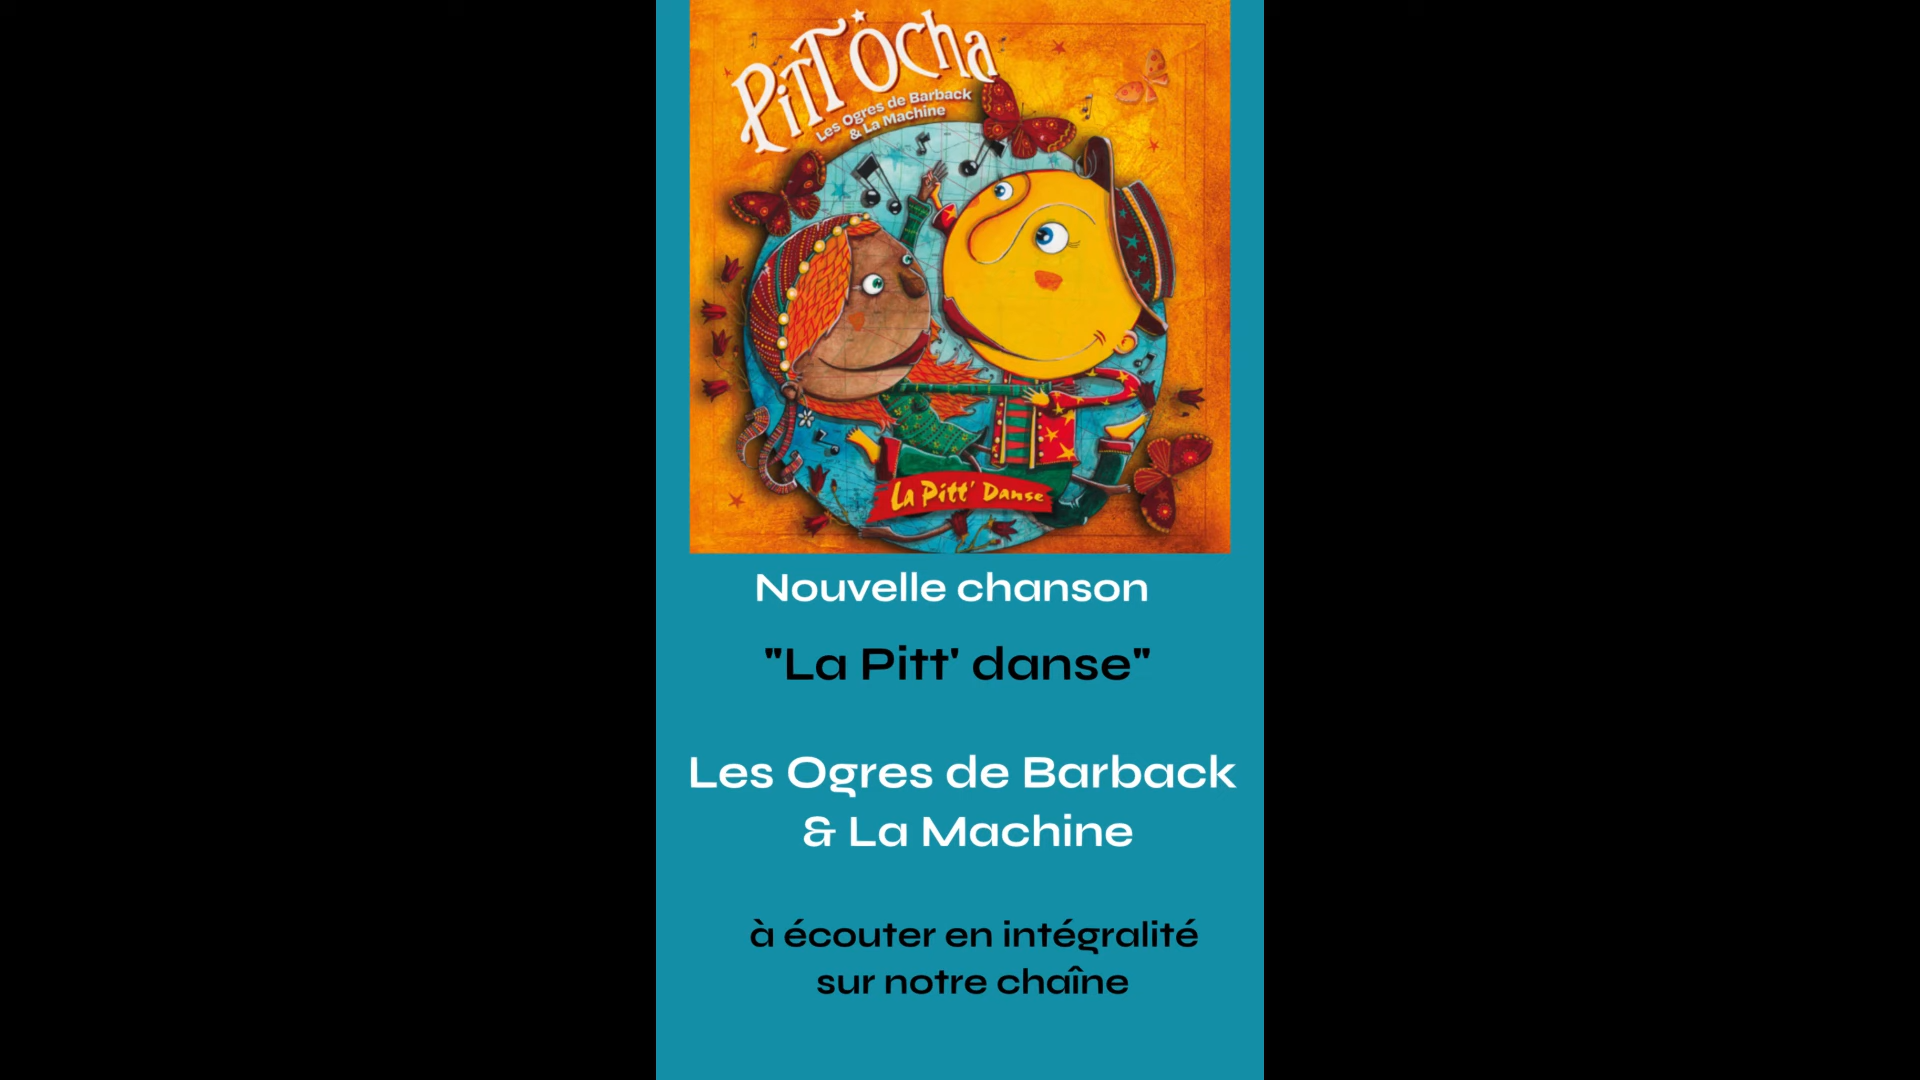 PiTT OCha
Les Ogres de Barback
& La Machine
La Pitt' Danse
Nouvelle chanson
"La Pitt' danse"
Les Ogres de Barback
& La Machine
à écouter en intégralité
sur notre chaîne